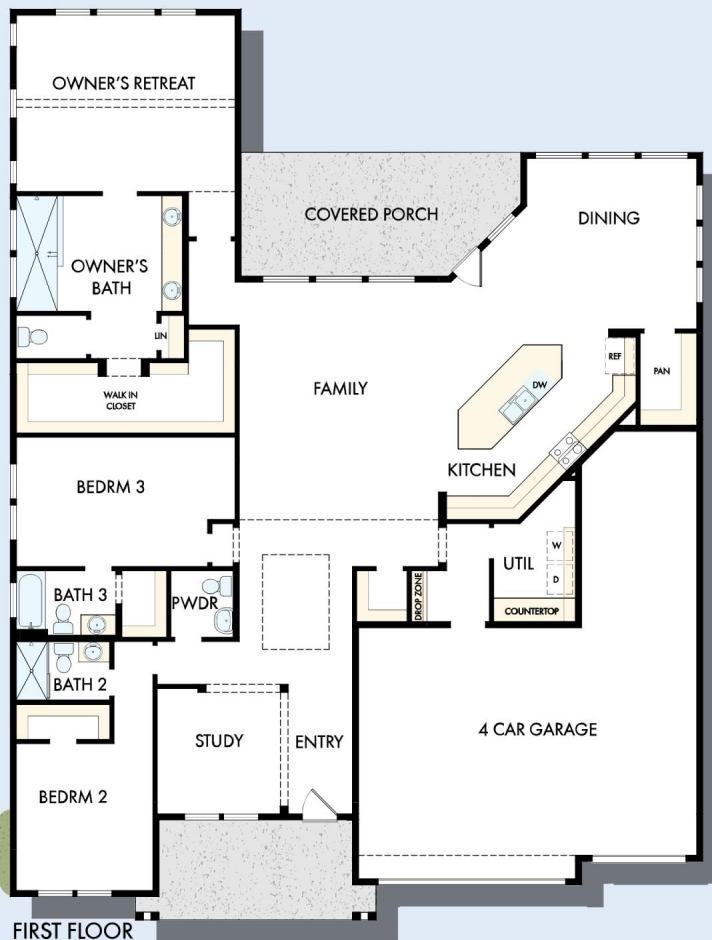 OWNER'S RETREAT
COVERED PORCH
DINING
OWNER'S
BATH
LIN
REF
PAN
WALK IN
CLOSET
FAMILY
DW
KITCHEN
BEDRM 3
W
UTIL
D
BATH 3
PWDR
DROP ZONE
COUNTERTOP
BATH 2
STUDY
ENTRY
4 CAR GARAGE
BEDRM 2
FIRST FLOOR